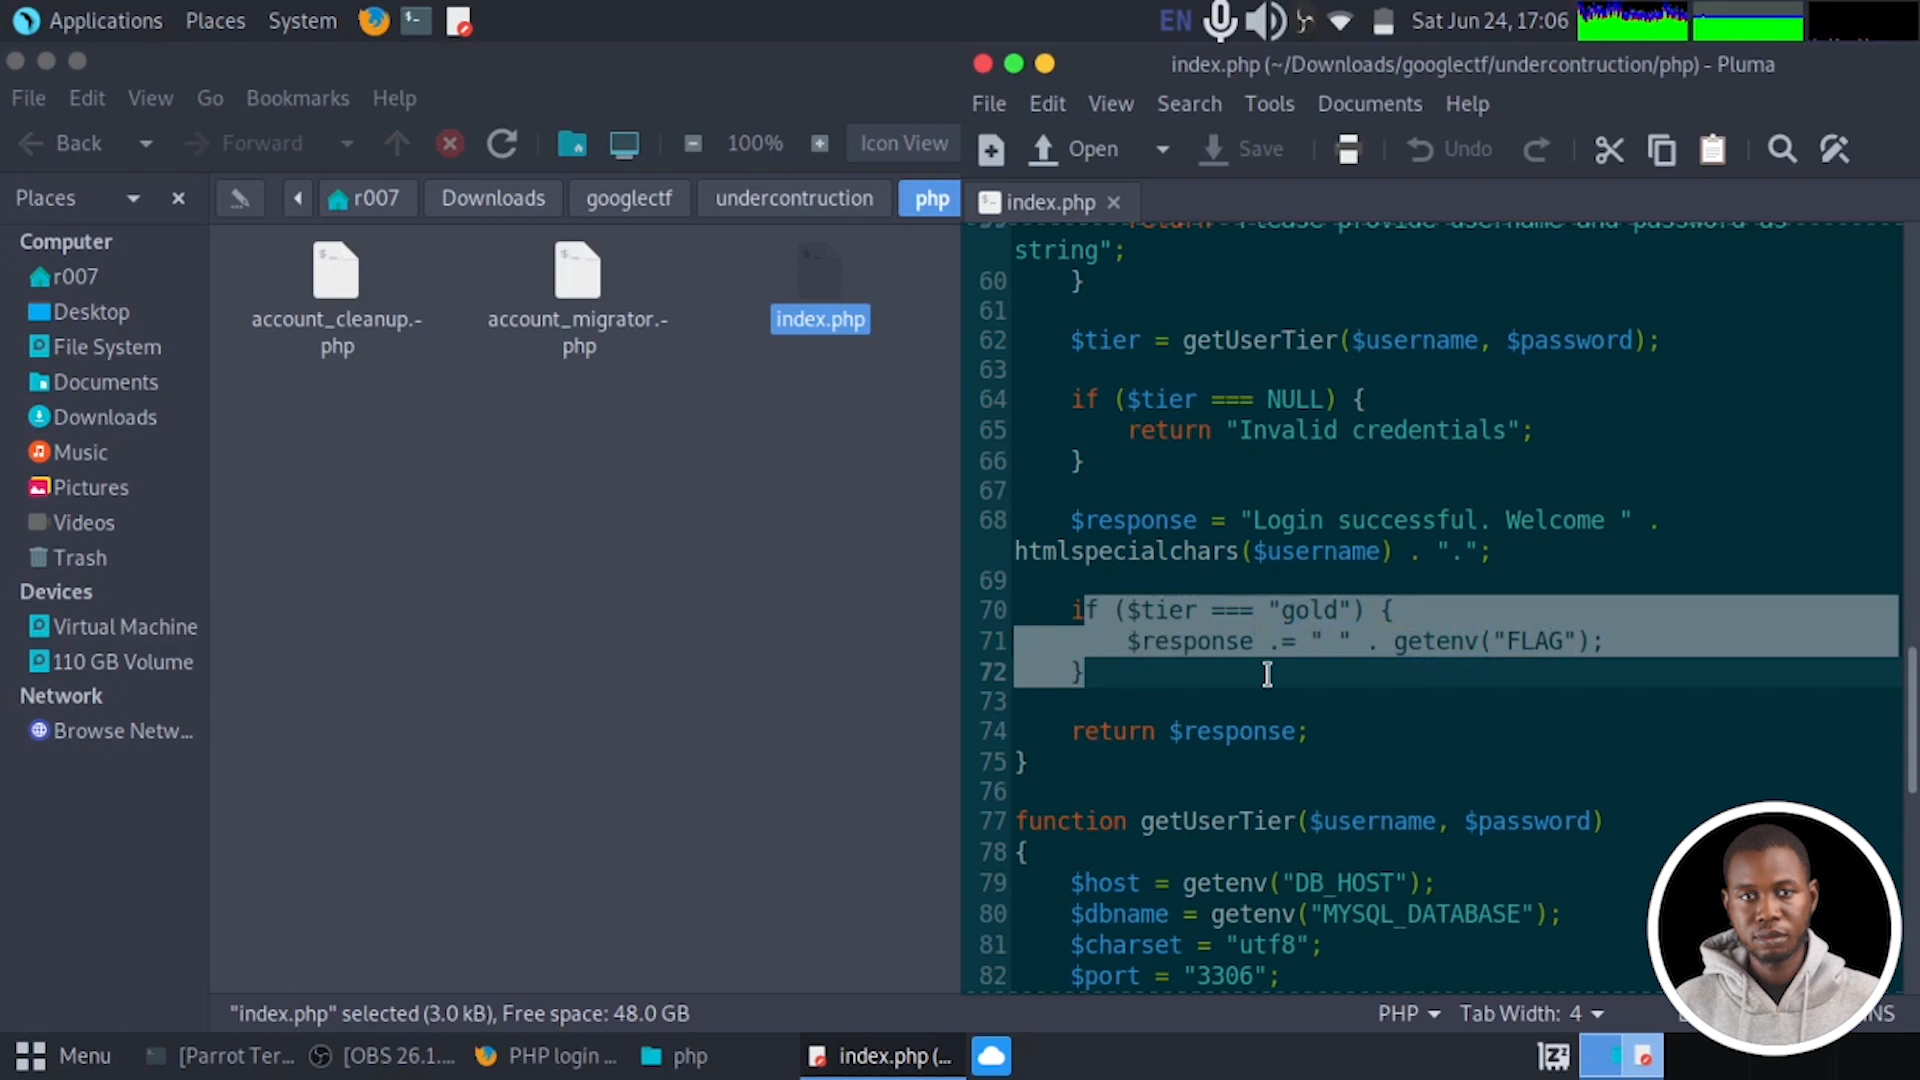 Applications Places System EN Sat Jun 24, 17:06
File Edit View Go Bookmarks Help
Back Forward 100% Icon View
Places r007 Downloads googlectf undercontruction php
Computer
r007
Desktop
File System
Documents
Downloads
Music
Pictures
Videos
Trash
Devices
Virtual Machine
110 GB Volume
Network
Browse Netw...
account_cleanup.-
php
account_migrator.-
php
index.php
"index.php" selected (3.0 kB), Free space: 48.0 GB
index.php (~/Downloads/googlectf/undercontruction/php) - Pluma
File Edit View Search Tools Documents Help
Open Save Undo
index.php
return "Please provide username and password as
string";
60 }
61
62 $tier = getUserTier($username, $password);
63
64 if ($tier === NULL) {
65 return "Invalid credentials";
66 }
67
68 $response = "Login successful. Welcome " .
htmlspecialchars($username) . ".";
69
70 if ($tier === "gold") {
71 $response .= " " . getenv("FLAG");
72 }
73
74 return $response;
75 }
76
77 function getUserTier($username, $password)
78 {
79 $host = getenv("DB_HOST");
80 $dbname = getenv("MYSQL_DATABASE");
81 $charset = "utf8";
82 $port = "3306";
PHP Tab Width: 4
Menu [Parrot Ter... [OBS 26.1.... PHP login ... php index.php (...